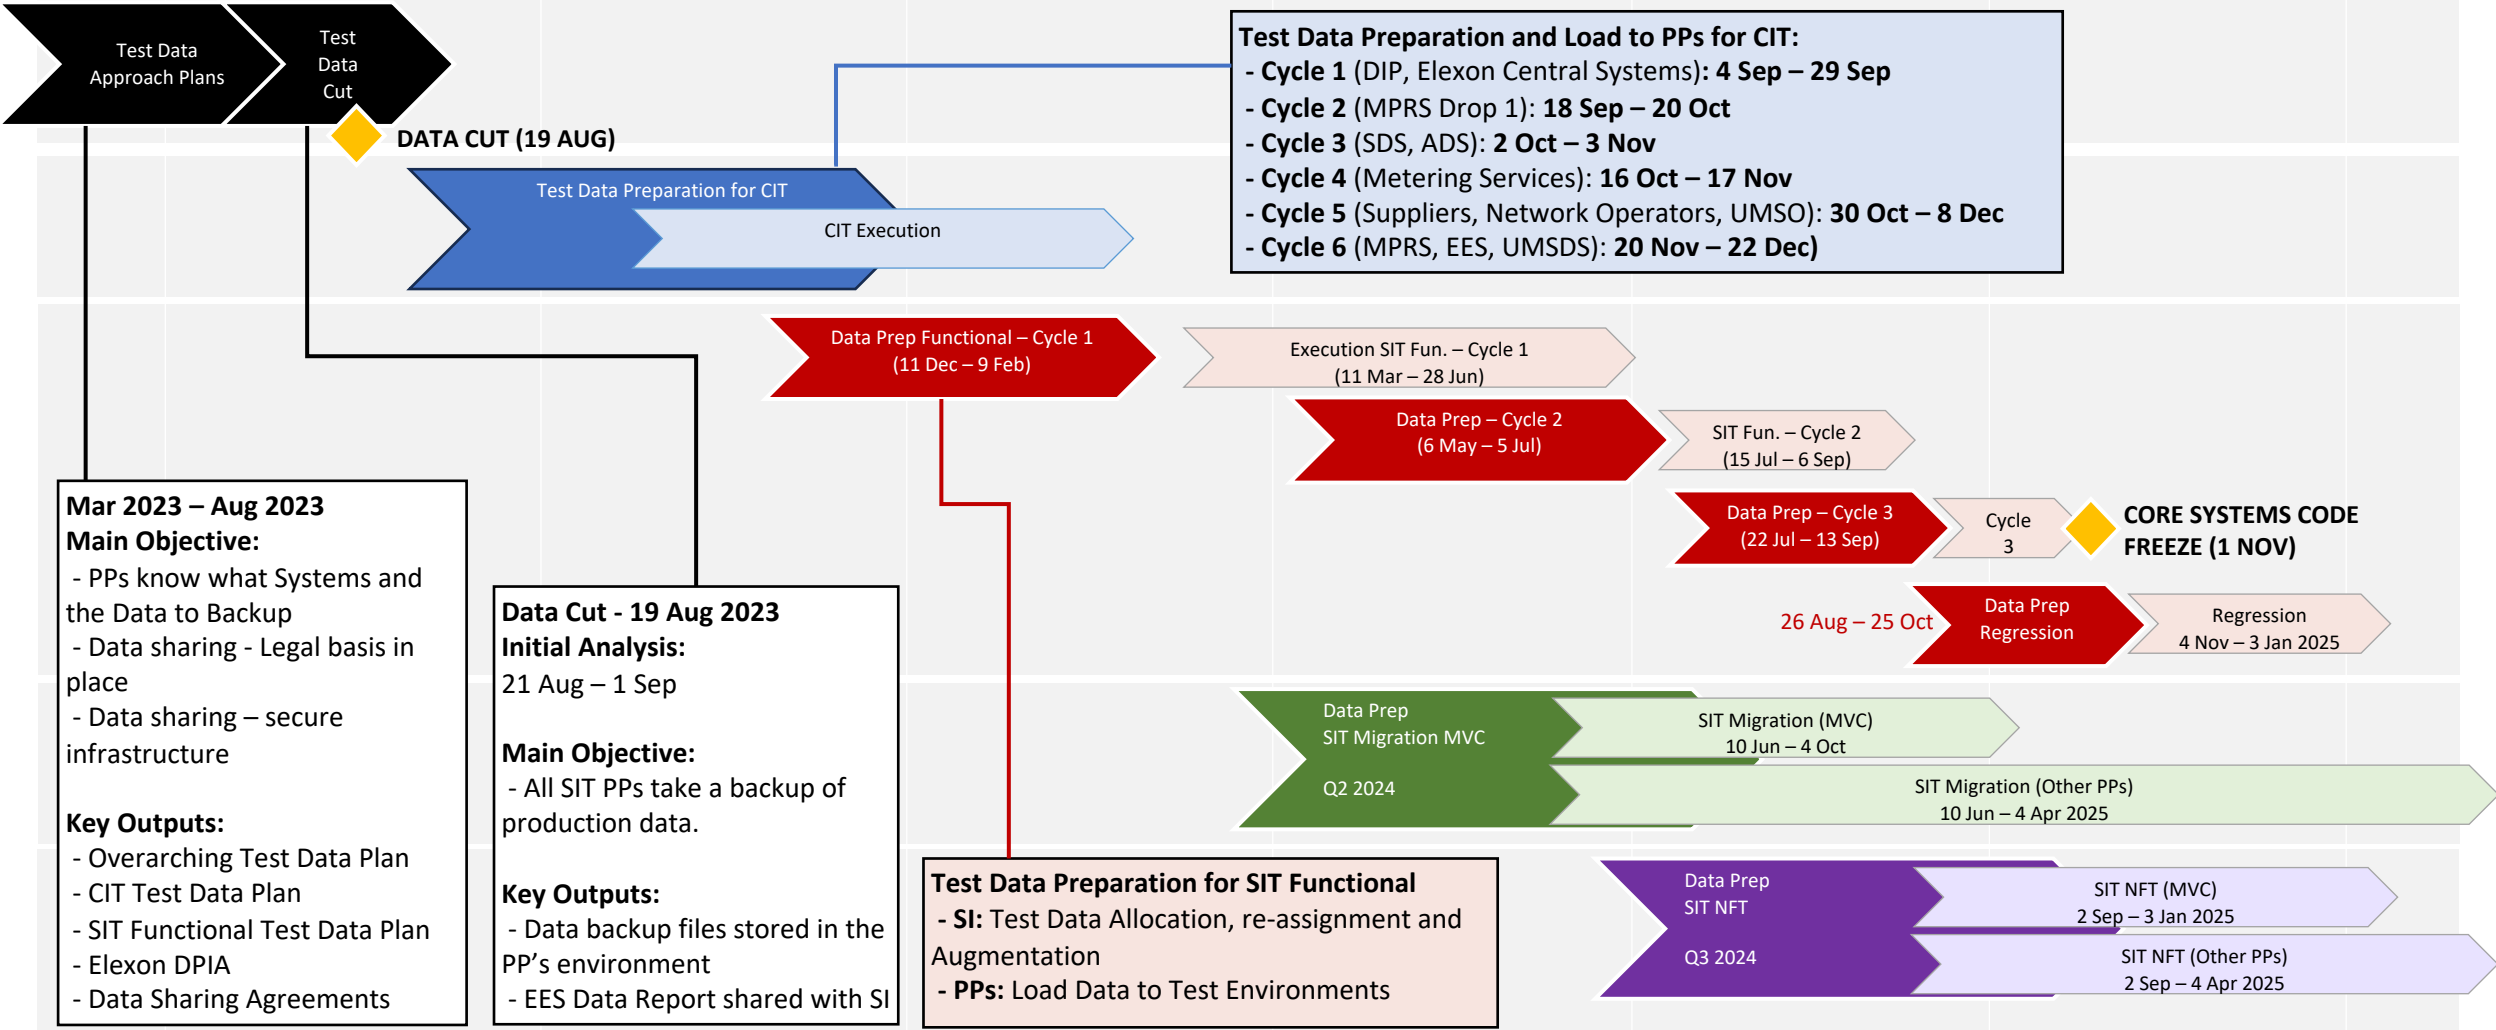 Test Data
Approach Plans
Test
Data
Cut
DATA CUT (19 AUG)
Test Data Preparation and Load to PPs for CIT:
- Cycle 1 (DIP, Elexon Central Systems): 4 Sep – 29 Sep
- Cycle 2 (MPRS Drop 1): 18 Sep – 20 Oct
- Cycle 3 (SDS, ADS): 2 Oct – 3 Nov
- Cycle 4 (Metering Services): 16 Oct – 17 Nov
- Cycle 5 (Suppliers, Network Operators, UMSO): 30 Oct – 8 Dec
- Cycle 6 (MPRS, EES, UMSDS): 20 Nov – 22 Dec)
Test Data Preparation for CIT
CIT Execution
Data Prep Functional – Cycle 1
(11 Dec – 9 Feb)
Execution SIT Fun. – Cycle 1
(11 Mar – 28 Jun)
Data Prep – Cycle 2
(6 May – 5 Jul)
SIT Fun. – Cycle 2
(15 Jul – 6 Sep)
Data Prep – Cycle 3
(22 Jul – 13 Sep)
Cycle
3
CORE SYSTEMS CODE
FREEZE (1 NOV)
26 Aug – 25 Oct
Data Prep
Regression
Regression
4 Nov – 3 Jan 2025
Mar 2023 – Aug 2023
Main Objective:
- PPs know what Systems and
the Data to Backup
- Data sharing - Legal basis in
place
- Data sharing – secure
infrastructure
Key Outputs:
- Overarching Test Data Plan
- CIT Test Data Plan
- SIT Functional Test Data Plan
- Elexon DPIA
- Data Sharing Agreements
Data Cut - 19 Aug 2023
Initial Analysis:
21 Aug – 1 Sep
Main Objective:
- All SIT PPs take a backup of
production data.
Key Outputs:
- Data backup files stored in the
PP’s environment
- EES Data Report shared with SI
Data Prep
SIT Migration MVC
Q2 2024
SIT Migration (MVC)
10 Jun – 4 Oct
SIT Migration (Other PPs)
10 Jun – 4 Apr 2025
Test Data Preparation for SIT Functional
- SI: Test Data Allocation, re-assignment and
Augmentation
- PPs: Load Data to Test Environments
Data Prep
SIT NFT
Q3 2024
SIT NFT (MVC)
2 Sep – 3 Jan 2025
SIT NFT (Other PPs)
2 Sep – 4 Apr 2025